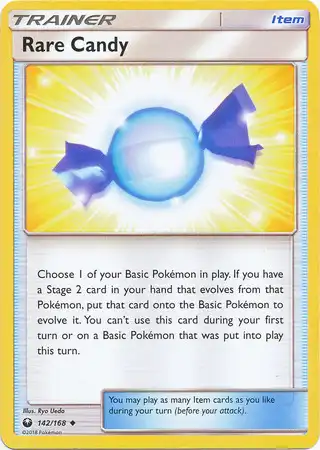 TRAINER
Item
Rare Candy
Choose 1 of your Basic Pokémon in play. If you
have a Stage 2 card in your hand that evolves from that
Pokémon, put that card onto the Basic Pokémon to
evolve it. You can't use this card during your first
turn or on a Basic Pokémon that was put into play
this turn.
You may play as many Item cards as you like
during your turn (before your attack).
Illus. Ryo Ueda
142/168
©2018 Pokémon